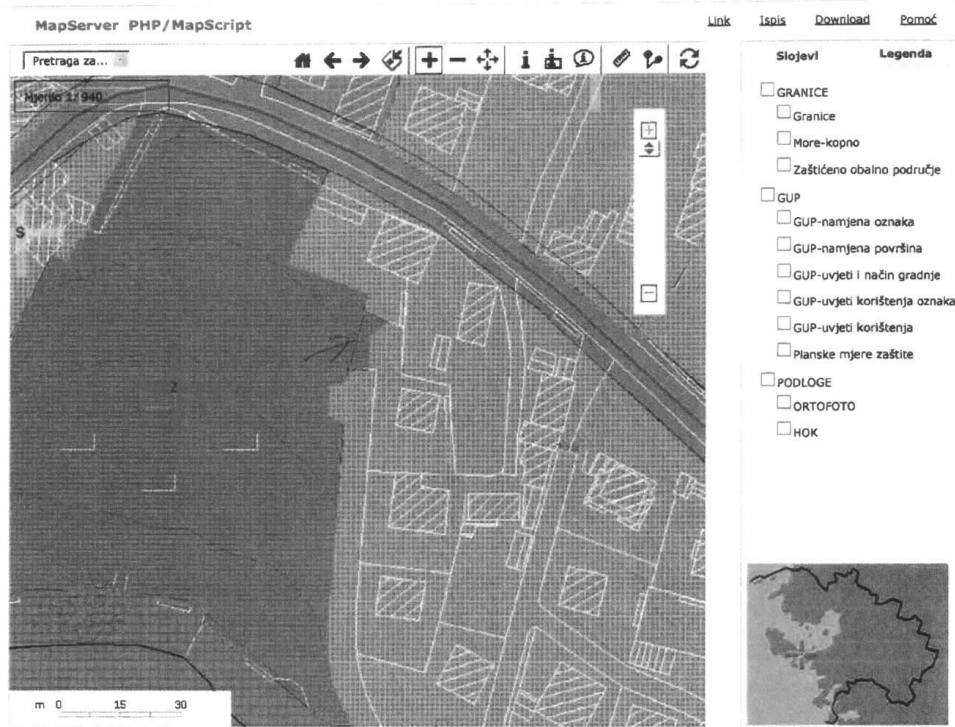 MapServer PHP/MapScript
Link Ispis Download Pomoć
Pretraga za...
Mjerilo 1: 940
S
Z
m 0 15 30
Slojevi Legenda
GRANICE
Granice
More-kopno
Zaštićeno obalno područje
GUP
GUP-namjena oznaka
GUP-namjena površina
GUP-uvjeti i način gradnje
GUP-uvjeti korištenja oznaka
GUP-uvjeti korištenja
Planske mjere zaštite
PODLOGE
ORTOFOTO
HOK